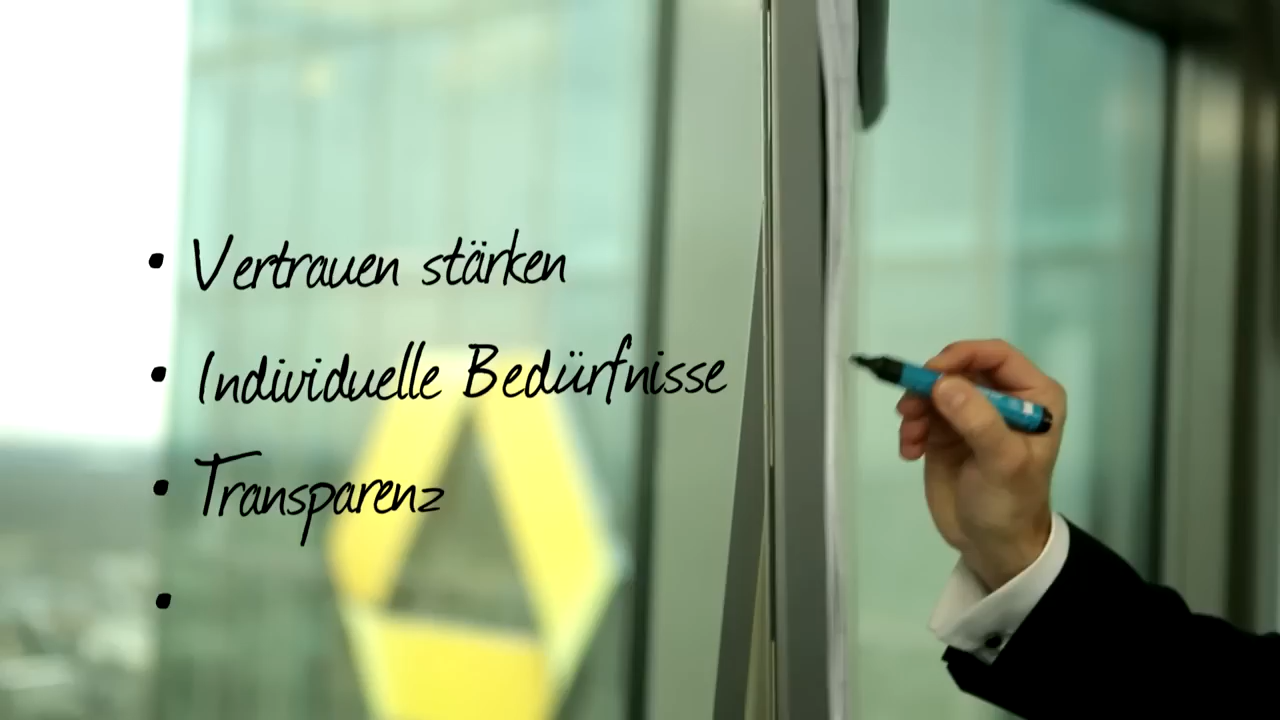 • Vertrauen stärken
• Individuelle Bedürfnisse
• Transparenz
•